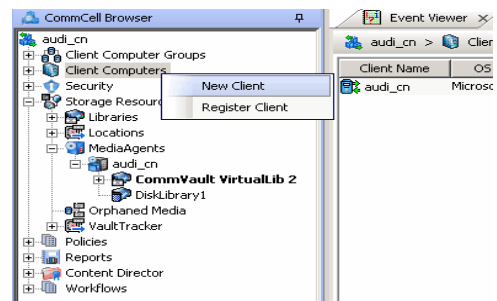 CommCell Browser
Event Viewer
audi_cn
Client Computer Groups
Client Computers
Security
Storage Resour
Libraries
Locations
MediaAgents
audi_cn
CommVault VirtualLib 2
DiskLibrary1
Orphaned Media
VaultTracker
Policies
Reports
Content Director
Workflows
New Client
Register Client
audi_cn > Clien
Client Name OS
audi_cn Microso